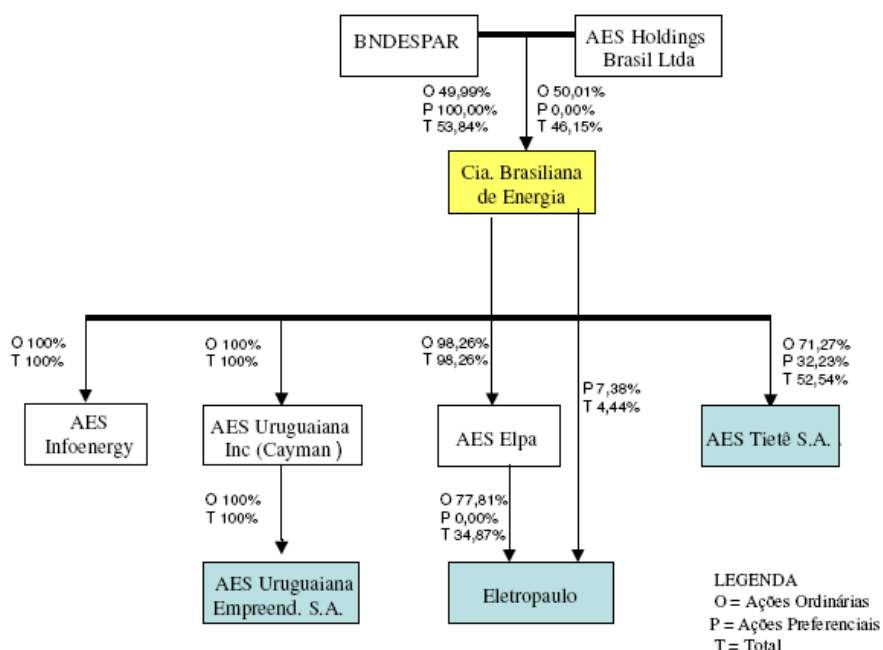 BNDESPAR
AES Holdings
Brasil Ltda
O 49,99%
P 100,00%
T 53,84%
O 50,01%
P 0,00%
T 46,15%
Cia. Brasiliana
de Energia
O 100%
T 100%
O 100%
T 100%
O 98,26%
T 98,26%
P 7,38%
T 4,44%
O 71,27%
P 32,23%
T 52,54%
AES
Infoenergy
AES Uruguaiana
Inc (Cayman )
AES Elpa
AES Tietê S.A. .
O 100%
T 100%
O 77,81%
P 0,00%
T 34,87%
AES Uruguaiana
Empreend. S.A.
Eletropaulo
LEGENDA
O = Ações Ordinárias
P = Ações Preferenciais
T = Total